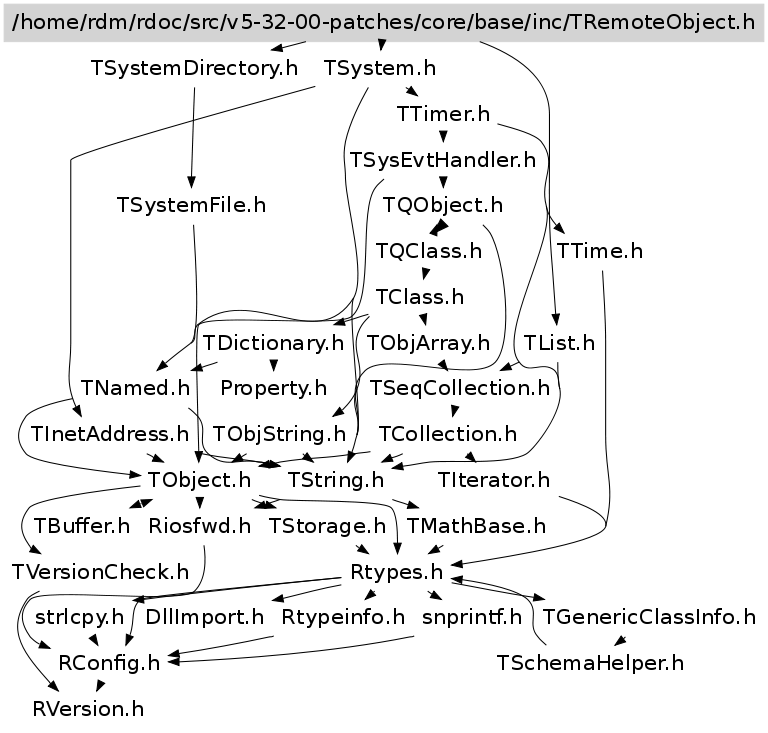 /home/rdm/rdoc/src/v5-32-00-patches/core/base/inc/TRemoteObject.h
TSystemDirectory.h
TSystem.h
TTimer.h
TSysEvtHandler.h
TSystemFile.h
TQObject.h
TQClass.h
TTime.h
TClass.h
TDictionary.h
TObjArray.h
TList.h
TNamed.h
Property.h
TSeqCollection.h
TInetAddress.h
TObjString.h
TCollection.h
TObject.h
TString.h
TIterator.h
TBuffer.h
Riosfwd.h
TStorage.h
TMathBase.h
TVersionCheck.h
Rtypes.h
strlcpy.h
DllImport.h
Rtypeinfo.h
snprintf.h
TGenericClassInfo.h
RConfig.h
TSchemaHelper.h
RVersion.h